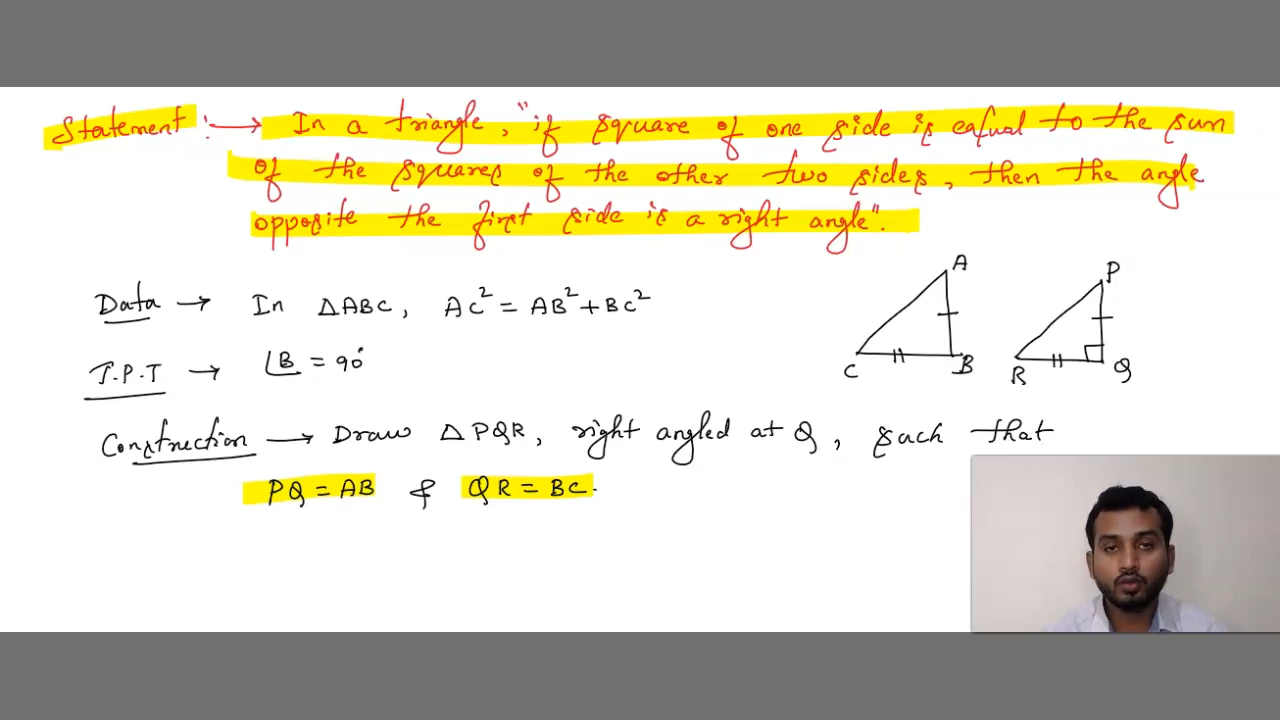 Statement :→ In a triangle, "if square of one side is equal to the sum
of the squares of the other two sides, then the angle
opposite the first side is a right angle".
Data → In △ABC, AC² = AB² + BC²
T.P.T → ∠B = 90°
Construction → Draw △PQR, right angled at Q, such that
PQ = AB & QR = BC.
A
C
B
P
R
Q